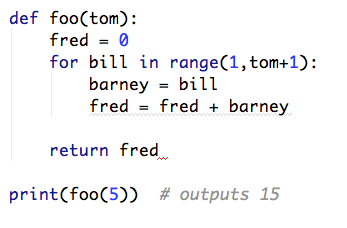 def foo(tom):
    fred = 0
    for bill in range(1,tom+1):
        barney = bill
        fred = fred + barney

    return fred

print(foo(5))  # outputs 15